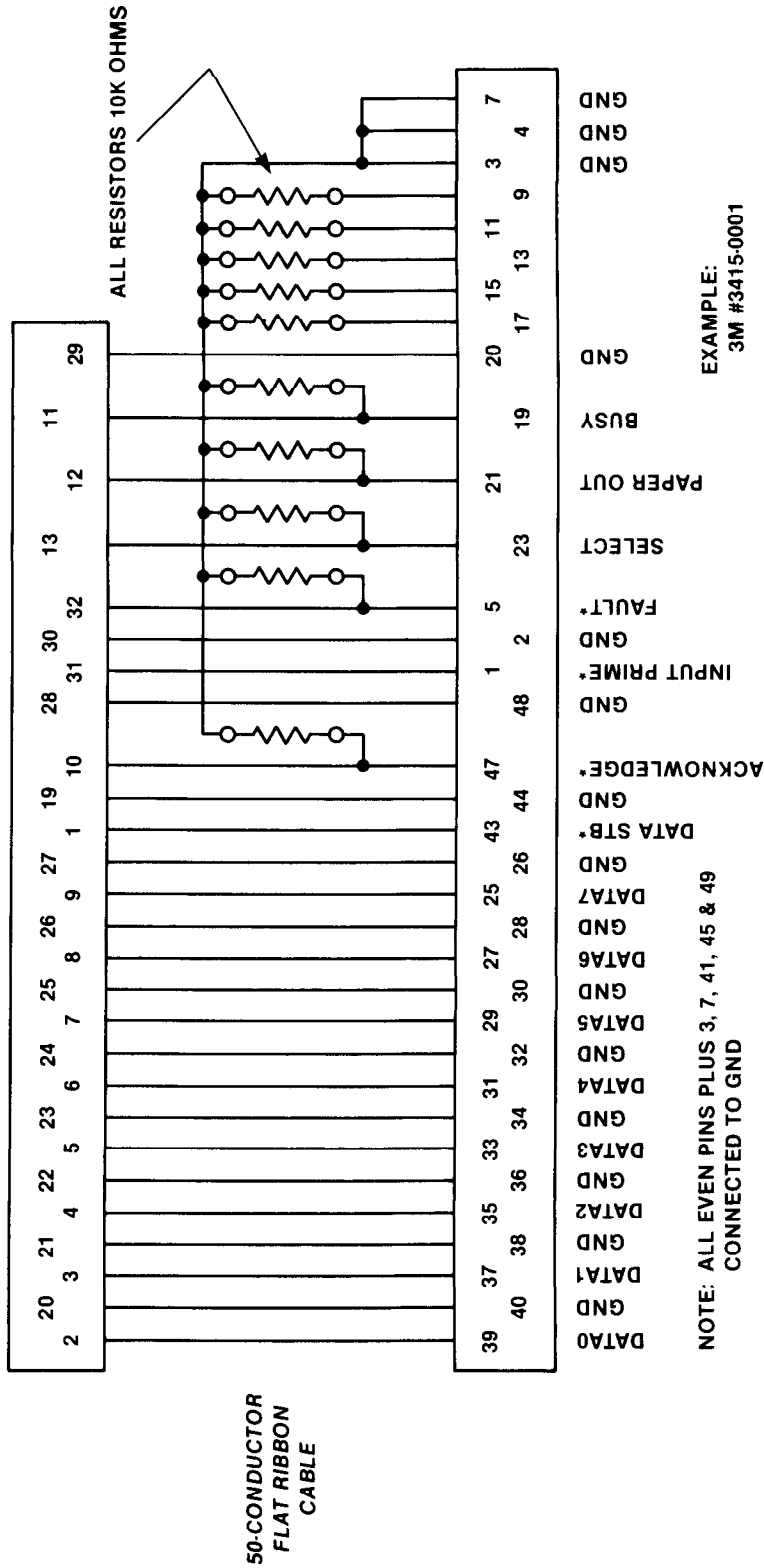 ALL RESISTORS 10K OHMS
50-CONDUCTOR
FLAT RIBBON
CABLE
2 20 3 21 4 22 5 23 6 24 7 25 8 26 9 27 1 19 10 28 31 30 32 13 12 11 29
39 40 37 38 35 36 33 34 31 32 29 30 27 28 25 26 43 44 47 48 1 2 5 23 21 19 20 17 15 13 11 9 3 4 7
DATA0
GND
DATA1
GND
DATA2
GND
DATA3
GND
DATA4
GND
DATA5
GND
DATA6
GND
DATA7
GND
DATA STB*
GND
ACKNOWLEDGE*
GND
INPUT PRIME*
GND
FAULT*
SELECT
PAPER OUT
BUSY
GND
GND
GND
GND
NOTE: ALL EVEN PINS PLUS 3, 7, 41, 45 & 49
CONNECTED TO GND
EXAMPLE:
3M #3415-0001